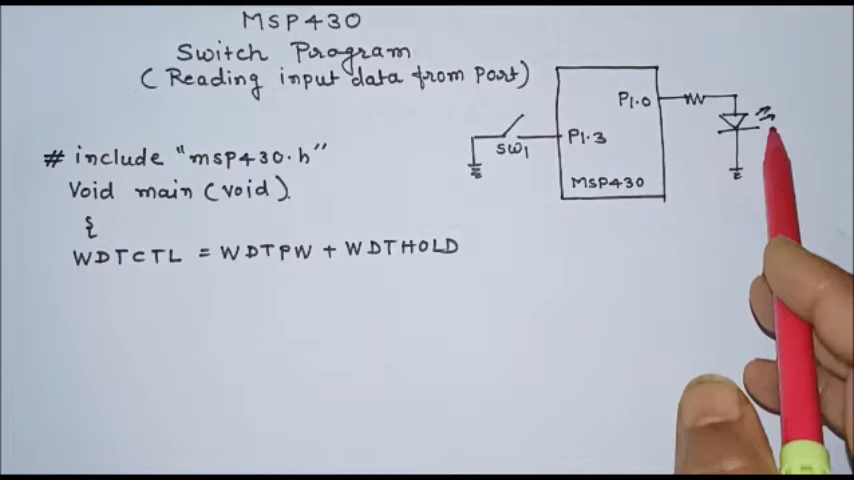 MSP430
Switch Program
(Reading input data from Port)
# include "msp430.h"
Void main (void)
{
WDTCTL = WDTPW + WDTHOLD
P1.0
P1.3
SW1
MSP430